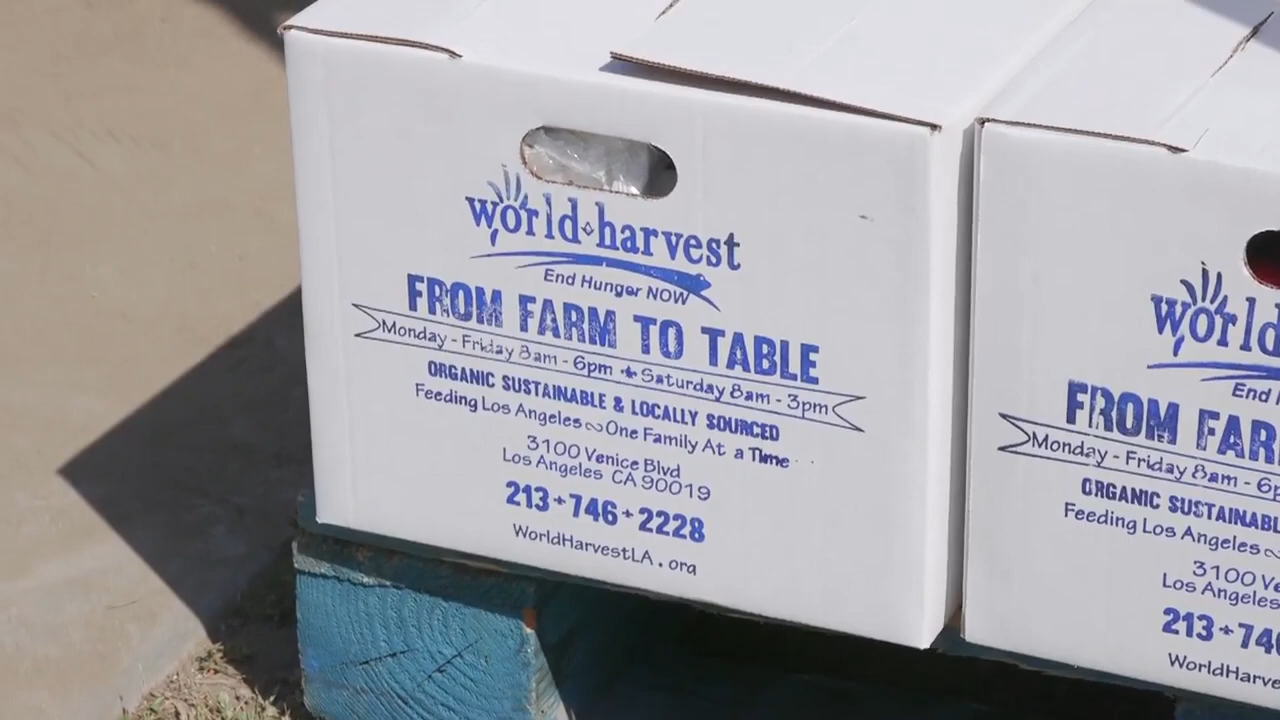 world harvest
End Hunger NOW
FROM FARM TO TABLE
Monday - Friday 8am - 6pm Saturday 8am - 3pm
ORGANIC SUSTAINABLE & LOCALLY SOURCED
Feeding Los Angeles ~ One Family At a Time
3100 Venice Blvd
Los Angeles CA 90019
213 746 2228
WorldHarvestLA.org
world
End
FROM FAR
Monday - Friday 8am - 6p
ORGANIC SUSTAINABL
Feeding Los Angeles ~
3100 Ve
Los Angeles
213 74
WorldHarve